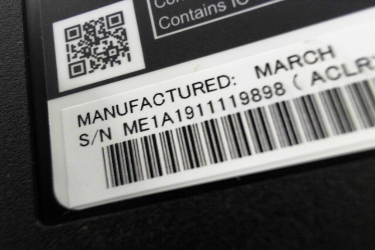 Contains IC
MANUFACTURED: MARCH
S/N ME1A1911119898 ( ACLR